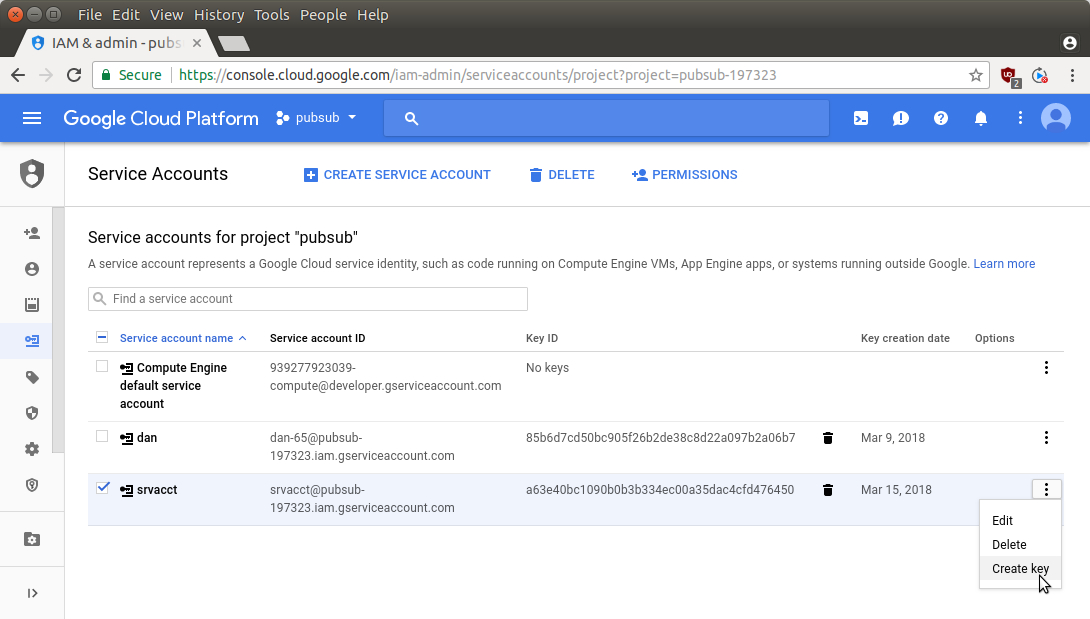 File Edit View History Tools People Help
IAM & admin - pubs
Secure https://console.cloud.google.com/iam-admin/serviceaccounts/project?project=pubsub-197323
2
Google Cloud Platform pubsub
Service Accounts CREATE SERVICE ACCOUNT DELETE PERMISSIONS
Service accounts for project "pubsub"
A service account represents a Google Cloud service identity, such as code running on Compute Engine VMs, App Engine apps, or systems running outside Google. Learn more
Find a service account
Service account name Service account ID Key ID Key creation date Options
Compute Engine 939277923039- No keys
default service compute@developer.gserviceaccount.com
account
dan dan-65@pubsub- 85b6d7cd50bc905f26b2de38c8d22a097b2a06b7 Mar 9, 2018
197323.iam.gserviceaccount.com
srvacct srvacct@pubsub- a63e40bc1090b0b3b334ec00a35dac4cfd476450 Mar 15, 2018
197323.iam.gserviceaccount.com
Edit
Delete
Create key